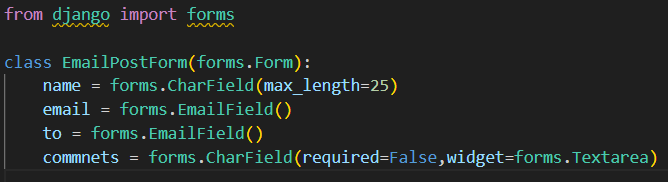 from django import forms
class EmailPostForm(forms.Form):
name = forms.CharField(max_length=25)
email = forms.EmailField()
to = forms.EmailField()
commnets = forms.CharField(required=False,widget=forms.Textarea)